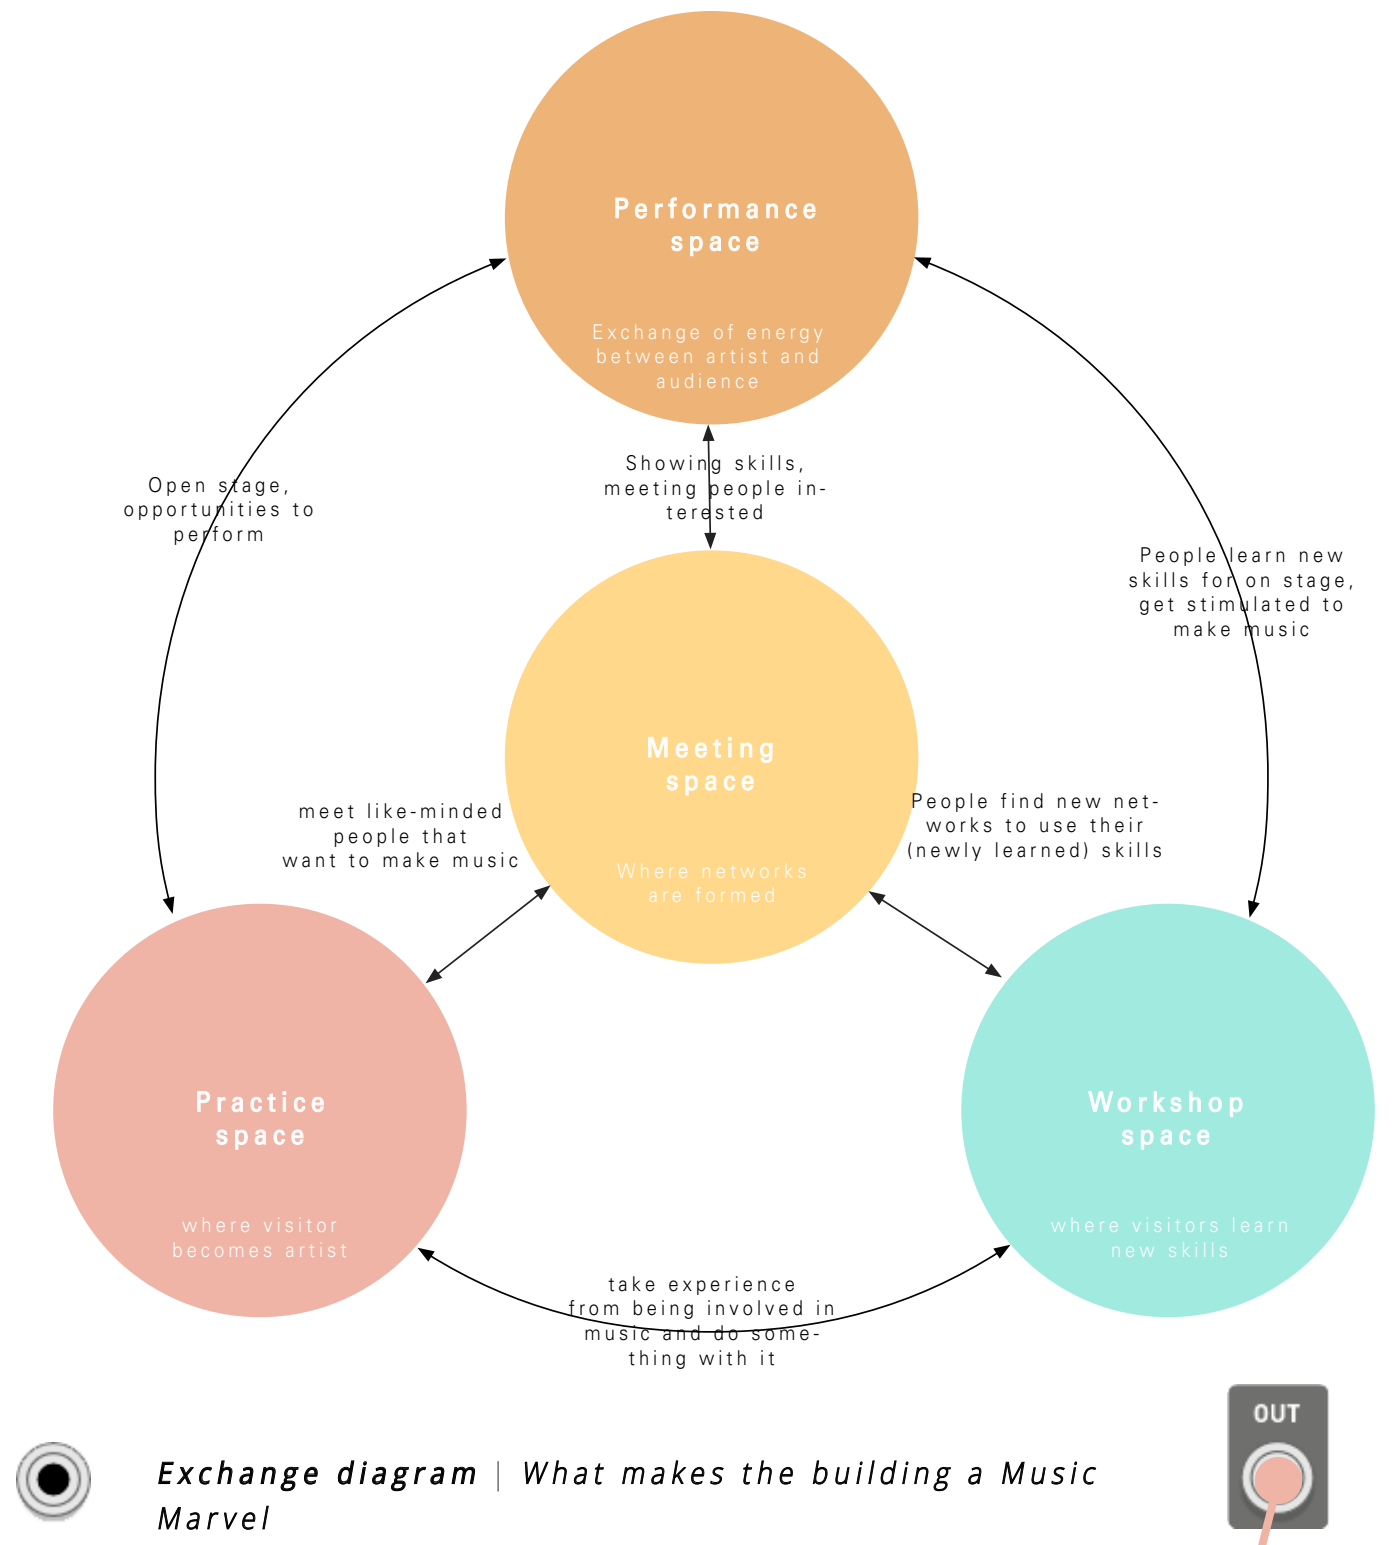 Performance
space
Exchange of energy
between artist and
audience
Showing skills,
meeting people in-
terested
Open stage,
opportunities to
perform
People learn new
skills for on stage,
get stimulated to
make music
Meeting
space
Where networks
are formed
meet like-minded
people that
want to make music
People find new net-
works to use their
(newly learned) skills
Practice
space
where visitor
becomes artist
Workshop
space
where visitors learn
new skills
take experience
from being involved in
music and do some-
thing with it
OUT
Exchange diagram | What makes the building a Music
Marvel